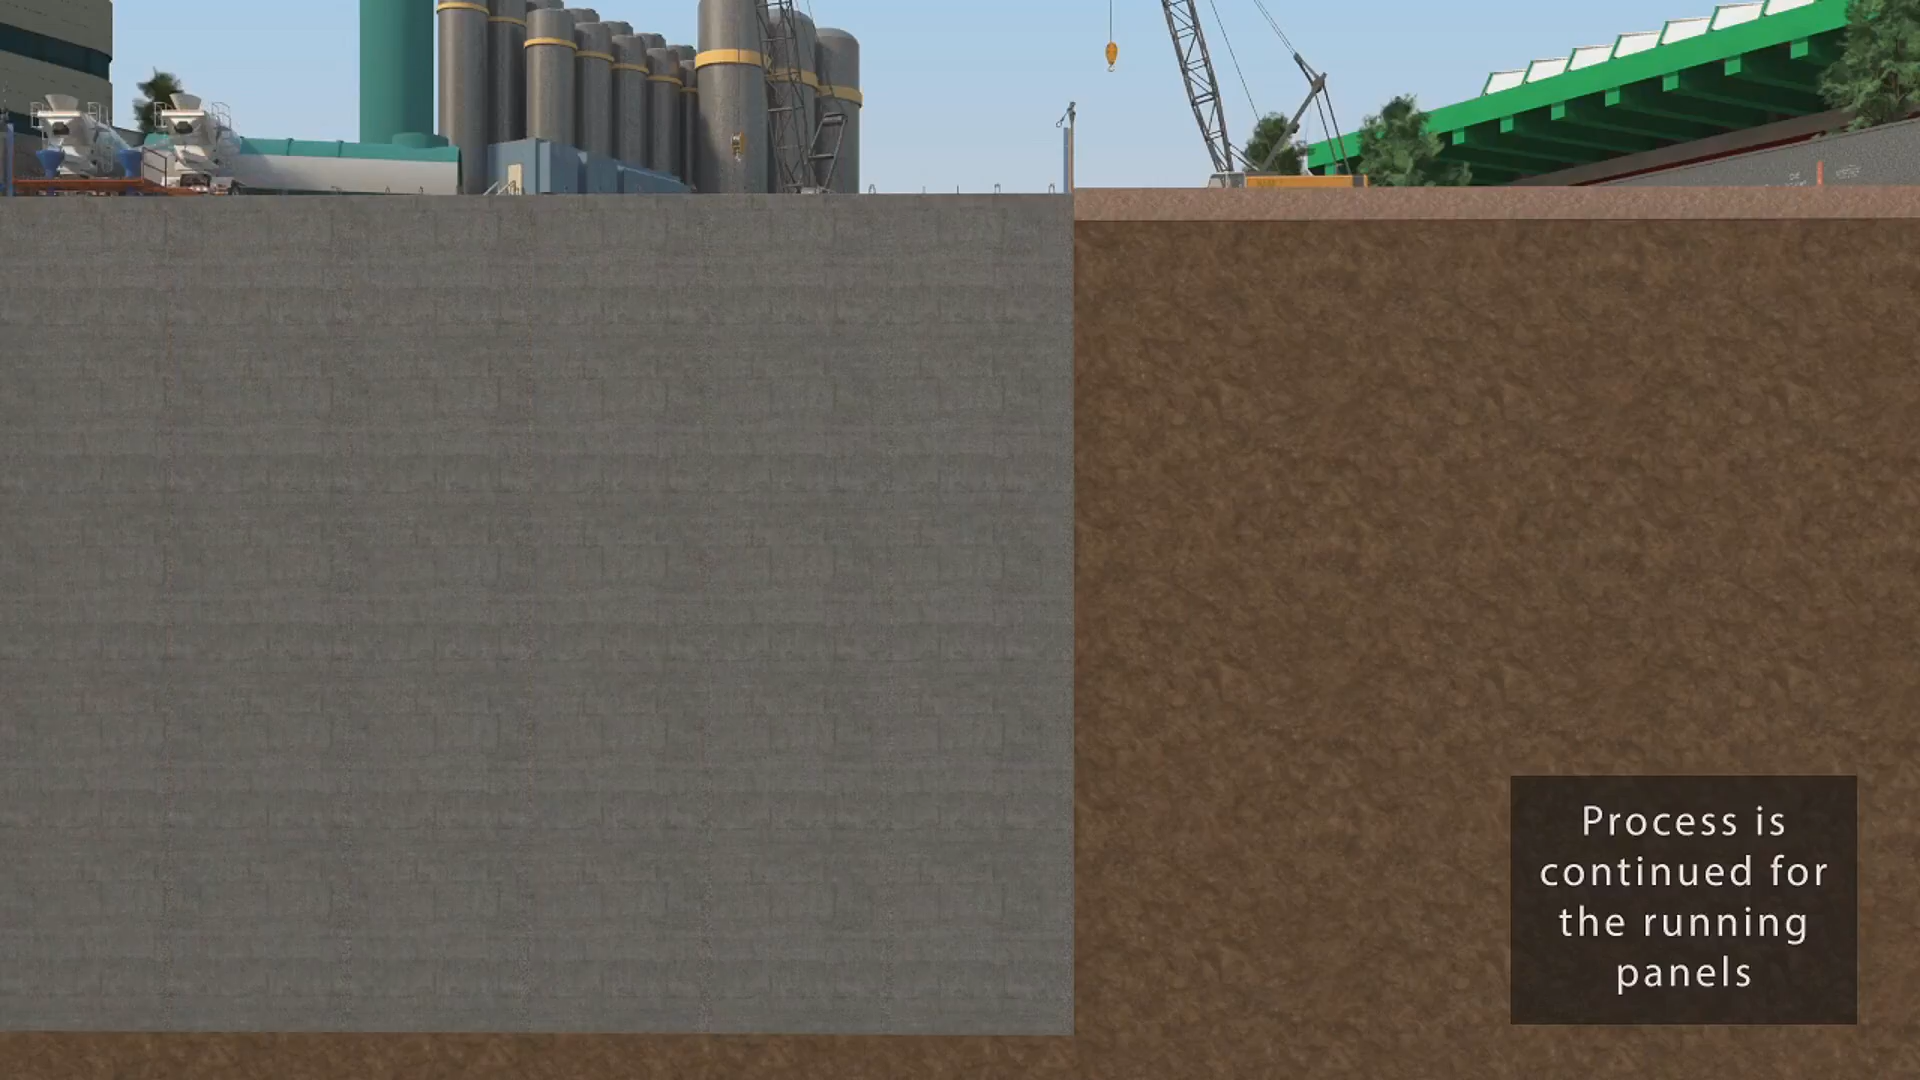 Process is
continued for
the running
panels